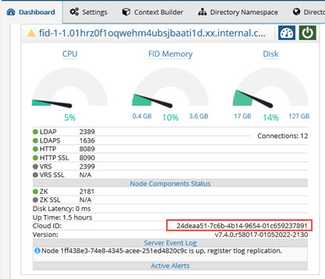 Dashboard Settings Context Builder Directory Namespace Direct
fid-1-1.01hrz0f1oqwehm4ubsjbaati1d.xx.internal.c...
CPU FID Memory Disk
5%
0.4 GB 10% 3.6 GB
17 GB 14% 127 GB
LDAP 2389 Connections: 12
LDAPS 1636
HTTP 8089
HTTP SSL 8090
VRS 2399
VRS SSL N/A
Node Components Status
ZK 2181
ZK SSL N/A
Disk Latency: 0 ms
Up Time: 1.5 hours
Cloud ID: 24deaa51-7c6b-4b14-9654-01c659237891
Version: v7.4.0.r58017-01052022-2130
Server Event Log
Node 1ff438e3-74e8-4345-acee-251ed4820c9c is up, register tlog replication.
Active Alerts